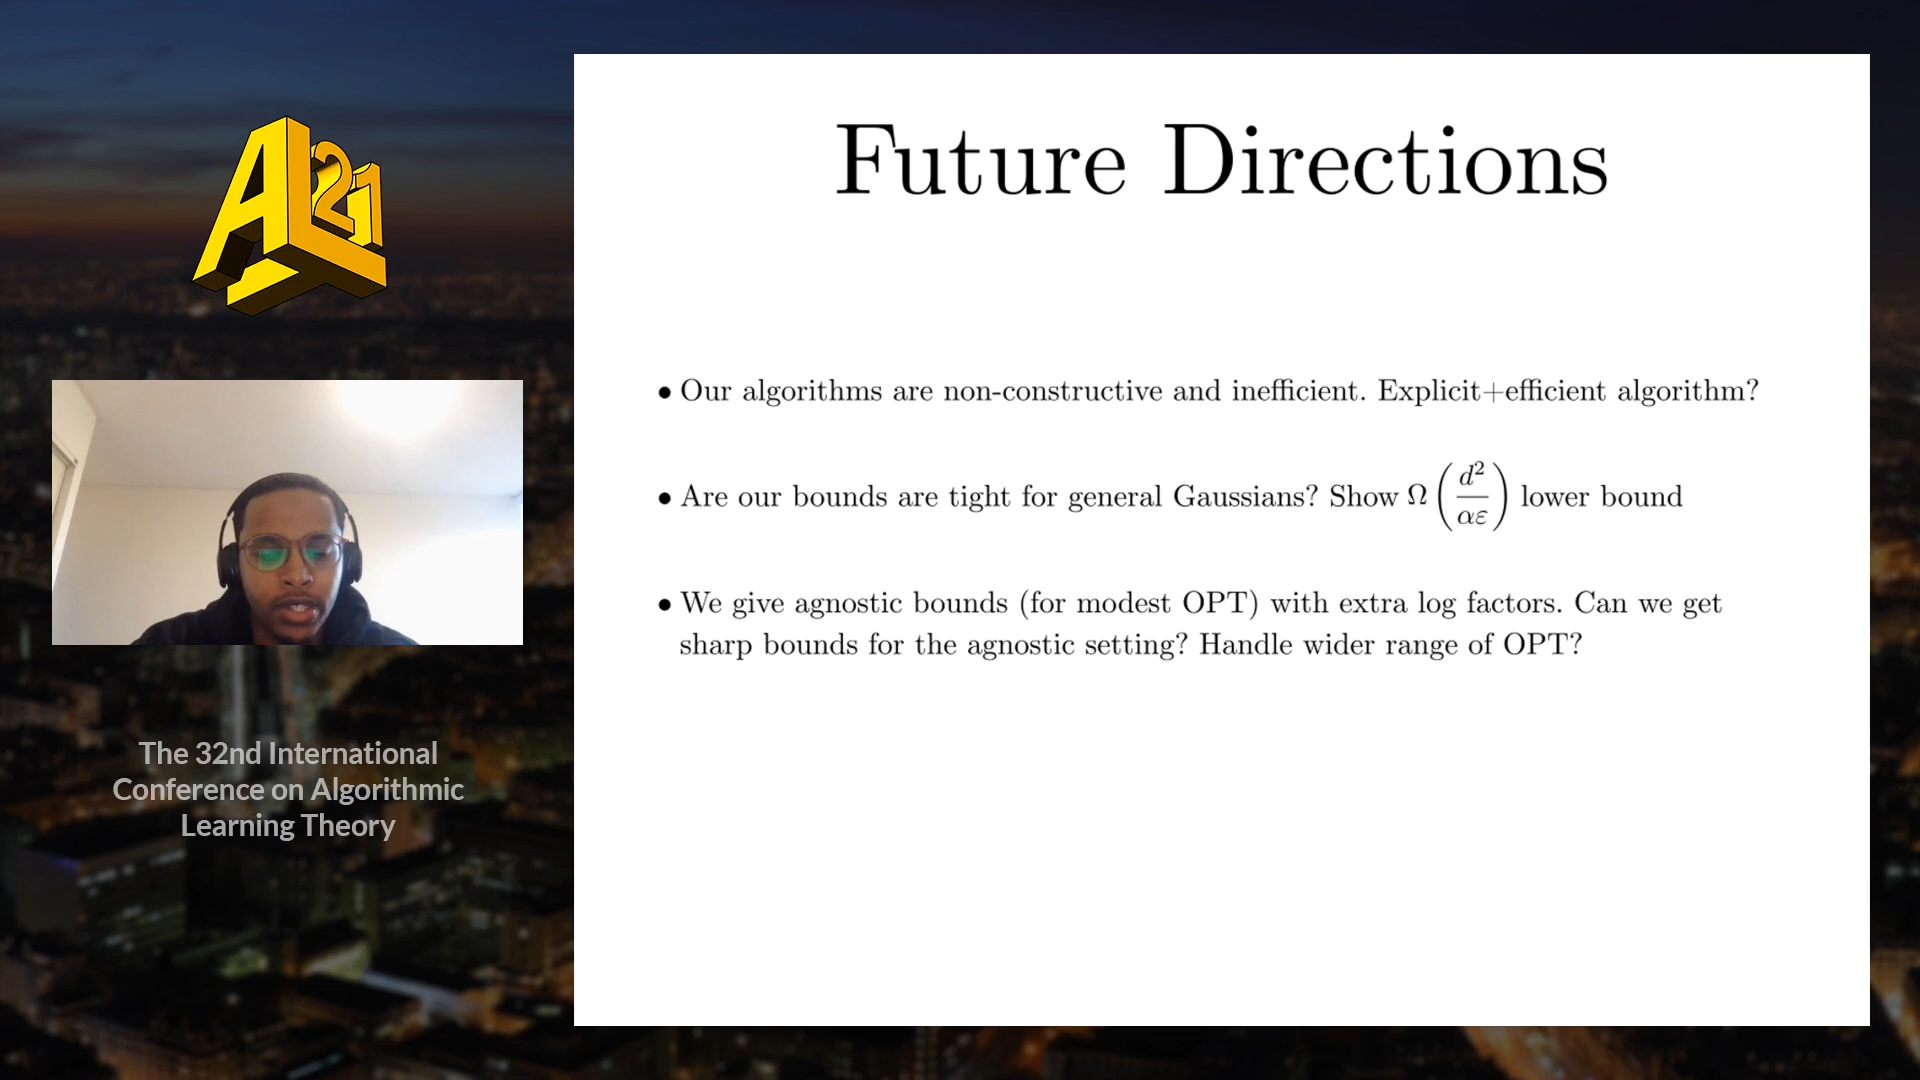 ALT 21
The 32nd International
Conference on Algorithmic
Learning Theory
Future Directions
• Our algorithms are non-constructive and inefficient. Explicit+efficient algorithm?
• Are our bounds are tight for general Gaussians? Show Ω(d²/αε) lower bound
• We give agnostic bounds (for modest OPT) with extra log factors. Can we get
sharp bounds for the agnostic setting? Handle wider range of OPT?